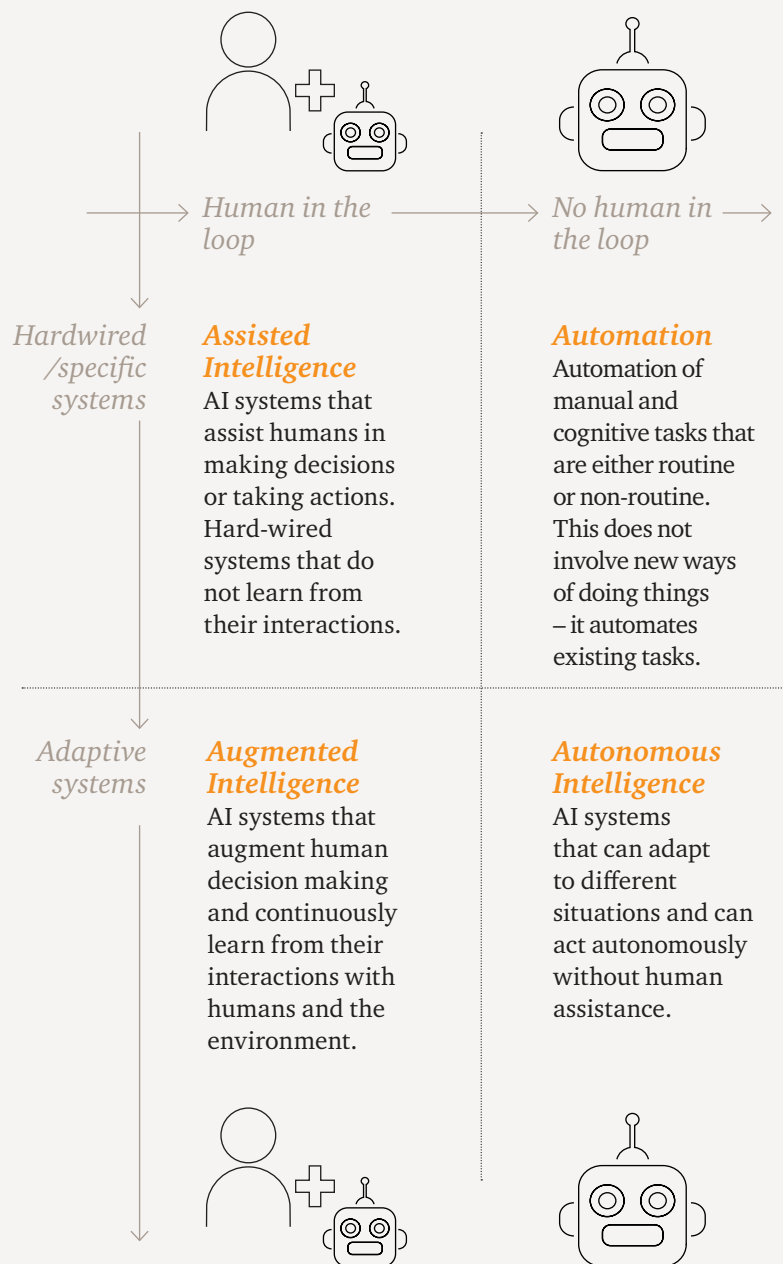 Human in the
loop
No human in
the loop
Hardwired
/specific
systems
Assisted
Intelligence
AI systems that
assist humans in
making decisions
or taking actions.
Hard-wired
systems that do
not learn from
their interactions.
Automation
Automation of
manual and
cognitive tasks that
are either routine
or non-routine.
This does not
involve new ways
of doing things
– it automates
existing tasks.
Adaptive
systems
Augmented
Intelligence
AI systems that
augment human
decision making
and continuously
learn from their
interactions with
humans and the
environment.
Autonomous
Intelligence
AI systems
that can adapt
to different
situations and can
act autonomously
without human
assistance.